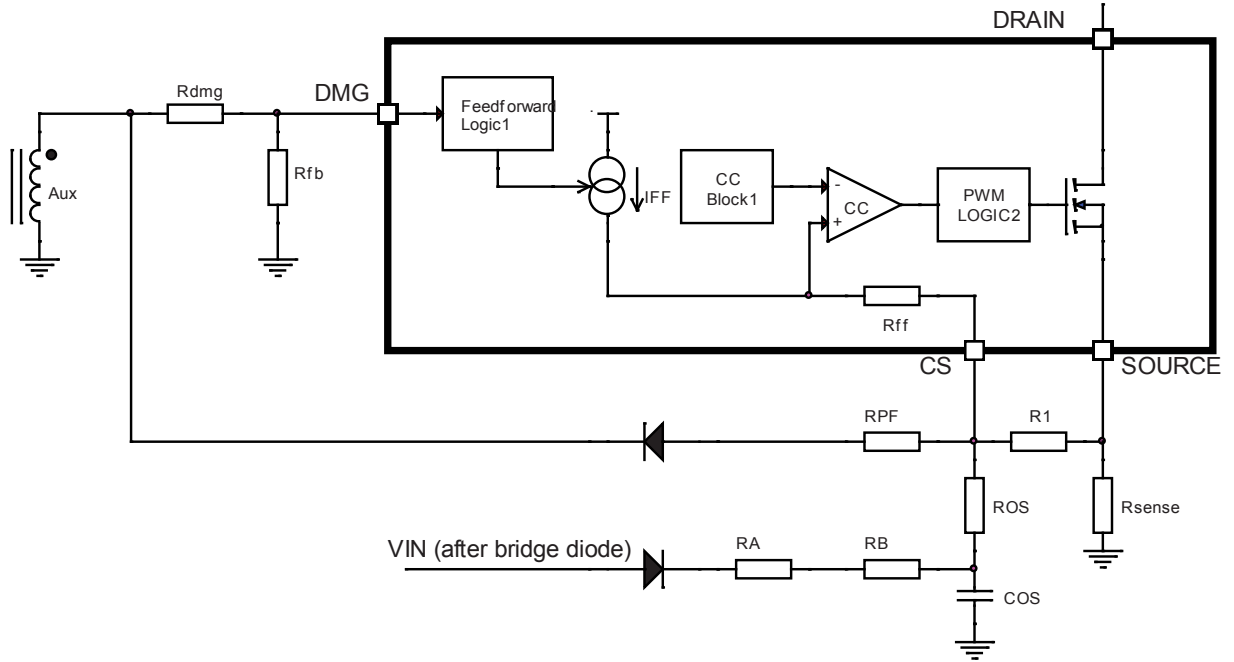 DRAIN
Rdmg
DMG
Feedforward
Logic1
Aux
Rfb
IFF
CC
Block1
-
+
CC
PWM
LOGIC2
Rff
CS
SOURCE
RPF
R1
ROS
Rsense
VIN (after bridge diode)
RA
RB
COS